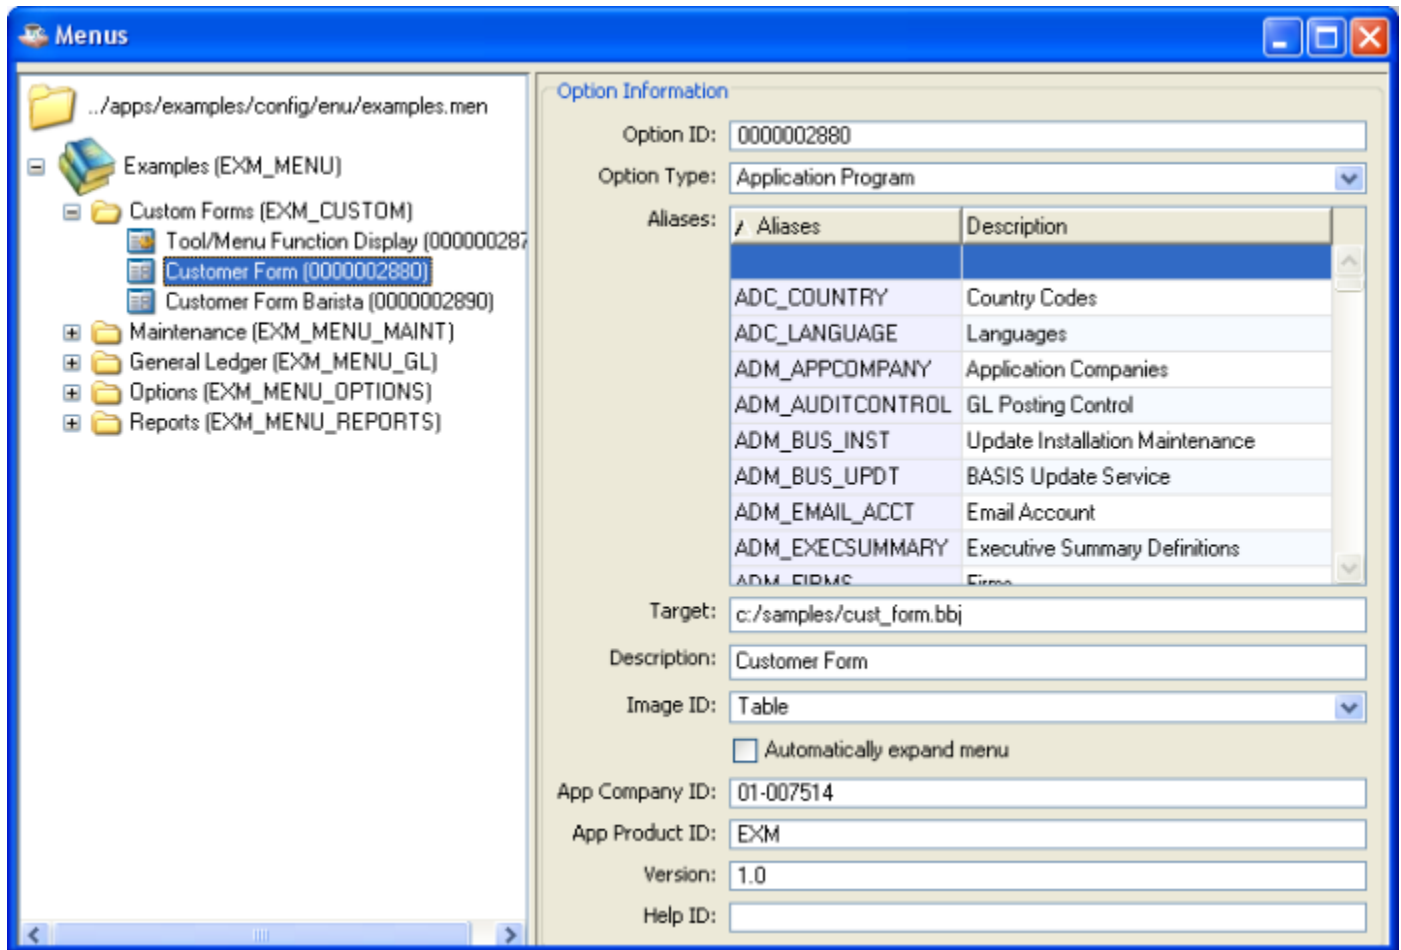 Menus
../apps/examples/config/enu/examples.men
Examples (EXM_MENU)
Custom Forms (EXM_CUSTOM)
Tool/Menu Function Display (000000287
Customer Form (0000002880)
Customer Form Barista (0000002890)
Maintenance (EXM_MENU_MAINT)
General Ledger (EXM_MENU_GL)
Options (EXM_MENU_OPTIONS)
Reports (EXM_MENU_REPORTS)
Option Information
Option ID: 0000002880
Option Type: Application Program
Aliases: Aliases Description
ADC_COUNTRY Country Codes
ADC_LANGUAGE Languages
ADM_APPCOMPANY Application Companies
ADM_AUDITCONTROL GL Posting Control
ADM_BUS_INST Update Installation Maintenance
ADM_BUS_UPDT BASIS Update Service
ADM_EMAIL_ACCT Email Account
ADM_EXECSUMMARY Executive Summary Definitions
ADM_FIRMS Firms
Target: c:/samples/cust_form.bbj
Description: Customer Form
Image ID: Table
Automatically expand menu
App Company ID: 01-007514
App Product ID: EXM
Version: 1.0
Help ID: